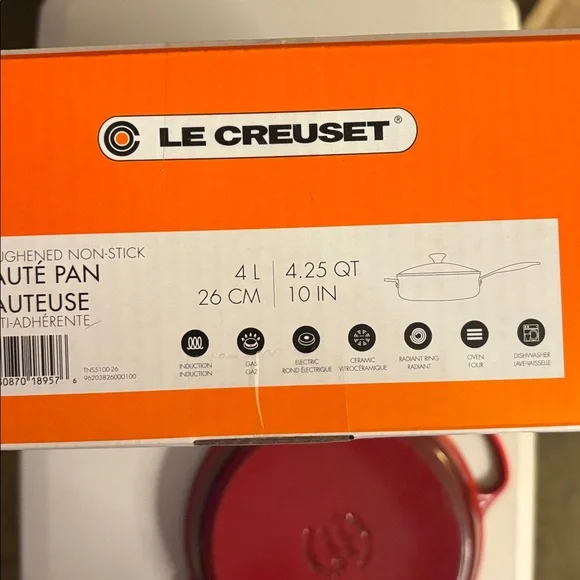 LE CREUSET®
UGHENED NON-STICK
AUTÉ PAN
AUTEUSE
TI-ADHÉRENTE
4 L | 4.25 QT
26 CM | 10 IN
INDUCTION GAS ELECTRIC CERAMIC RADIANT RING OVEN DISHWASHER
INDUCTION GAZ ROND ÉLECTRIQUE VITROCÉRAMIQUE RADIANT FOUR LAVE-VAISSELLE
TNS5100-26
96203826000100
30870 18957 6